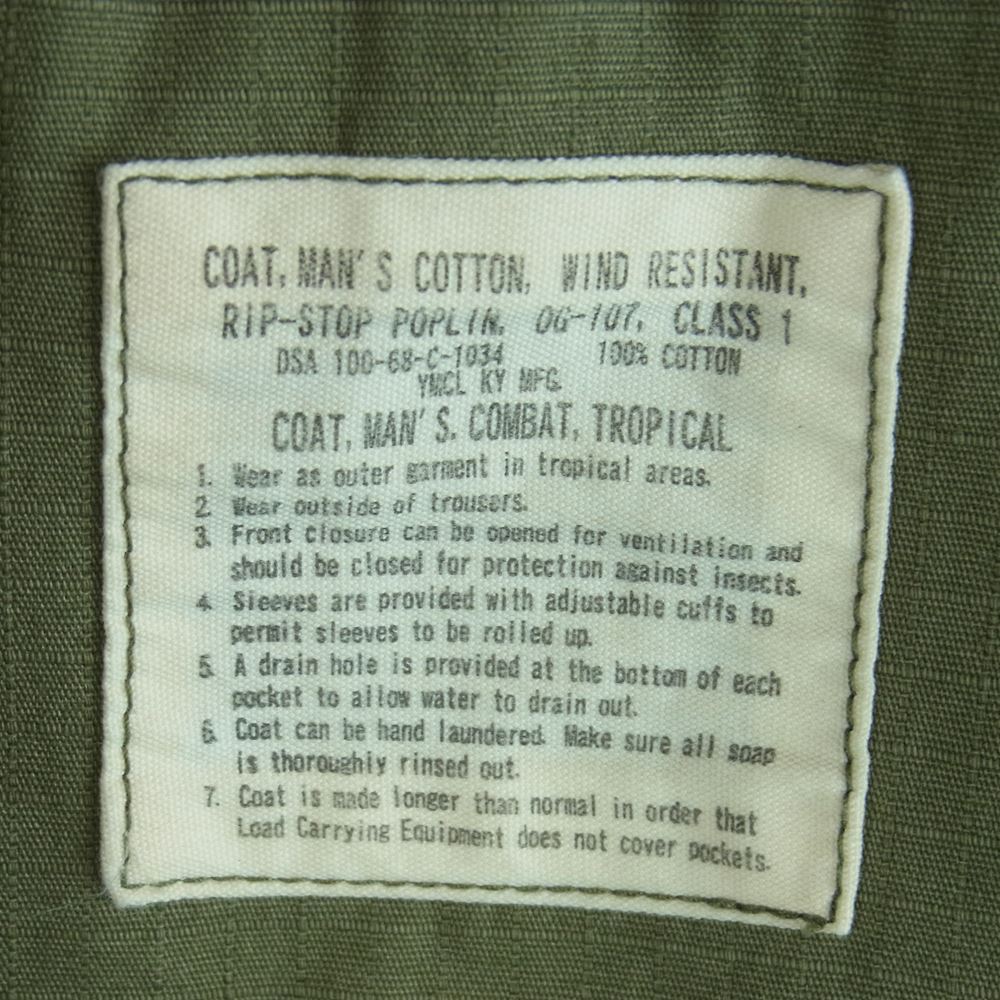 COAT, MAN'S COTTON, WIND RESISTANT,
RIP-STOP POPLIN, OG-107, CLASS 1
DSA 100-68-C-1034 100% COTTON
YMCL KY MFG.
COAT, MAN'S. COMBAT, TROPICAL
1. Wear as outer garment in tropical areas.
2. Wear outside of trousers.
3. Front closure can be opened for ventilation and
should be closed for protection against insects.
4. Sleeves are provided with adjustable cuffs to
permit sleeves to be rolled up.
5. A drain hole is provided at the bottom of each
pocket to allow water to drain out.
6. Coat can be hand laundered. Make sure all soap
is thoroughly rinsed out.
7. Coat is made longer than normal in order that
Load Carrying Equipment does not cover pockets.